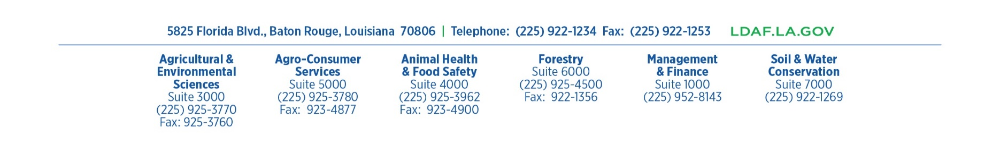 5825 Florida Blvd., Baton Rouge, Louisiana 70806 | Telephone: (225) 922-1234 Fax: (225) 922-1253 LDAF.LA.GOV
Agricultural &
Environmental
Sciences
Suite 3000
(225) 925-3770
Fax: 925-3760
Agro-Consumer
Services
Suite 5000
(225) 925-3780
Fax: 923-4877
Animal Health
& Food Safety
Suite 4000
(225) 925-3962
Fax: 923-4900
Forestry
Suite 6000
(225) 925-4500
Fax: 922-1356
Management
& Finance
Suite 1000
(225) 952-8143
Soil & Water
Conservation
Suite 7000
(225) 922-1269